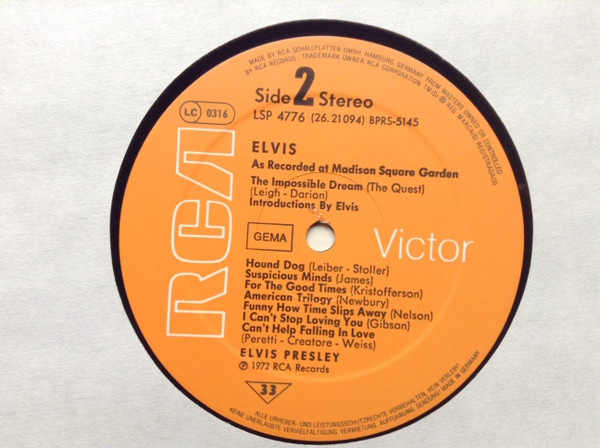 MADE BY RCA SCHALLPLATTEN GMBH, HAMBURG GERMANY, FROM MASTERS OWNED OR CONTROLLED
BY RCA RECORDS TRADEMARK OWNER RCA CORPORATION. TM(S) ® REG. MARCA(S) REGISTRADA(S)
Side 2 Stereo
LSP 4776 (26.21094) BPRS-5145
LC 0316
ELVIS
As Recorded at Madison Square Garden
The Impossible Dream (The Quest)
(Leigh - Darion)
Introductions By Elvis
GEMA
RCA
Victor
Hound Dog (Leiber - Stoller)
Suspicious Minds (James)
For The Good Times (Kristofferson)
American Trilogy (Newbury)
Funny How Time Slips Away (Nelson)
I Can't Stop Loving You (Gibson)
Can't Help Falling In Love
(Peretti - Creatore - Weiss)
ELVIS PRESLEY
℗ 1972 RCA Records
33
ALLE URHEBER- UND LEISTUNGSSCHUTZRECHTE VORBEHALTEN. KEIN VERLEIH!
KEINE UNERLAUBTE VERVIELFÄLTIGUNG, VERMIETUNG, AUFFÜHRUNG, SENDUNG! MADE IN GERMANY